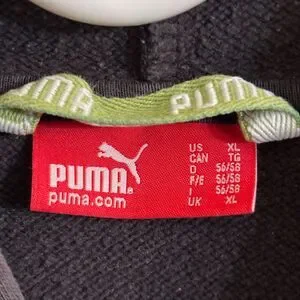 PUMA PUMA
PUMA
puma.com
US XL
CAN TG
D 56/58
F/E 56/58
I 56/58
UK XL